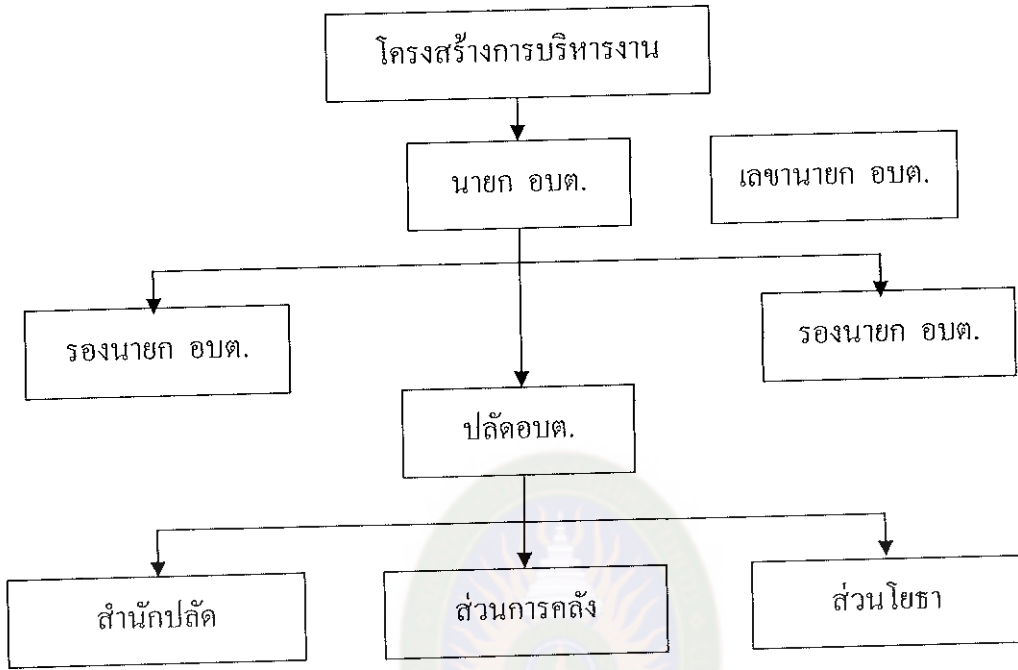 โครงสร้างการบริหารงาน
นายก อบต.
เลขานายก อบต.
รองนายก อบต.
รองนายก อบต.
ปลัดอบต.
สำนักปลัด
ส่วนการคลัง
ส่วนโยธา